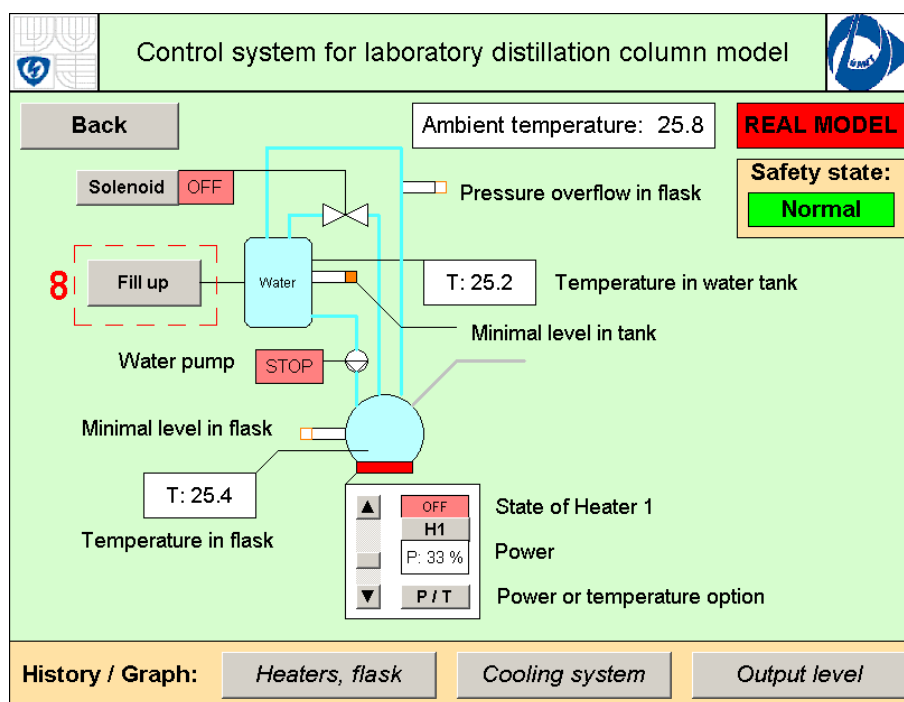 Control system for laboratory distillation column model
Back
Ambient temperature: 25.8
REAL MODEL
Solenoid OFF
Pressure overflow in flask
Safety state:
Normal
8
Fill up
Water
T: 25.2
Temperature in water tank
Minimal level in tank
Water pump
STOP
Minimal level in flask
T: 25.4
Temperature in flask
OFF
State of Heater 1
H1
P: 33 %
Power
P / T
Power or temperature option
History / Graph:
Heaters, flask
Cooling system
Output level